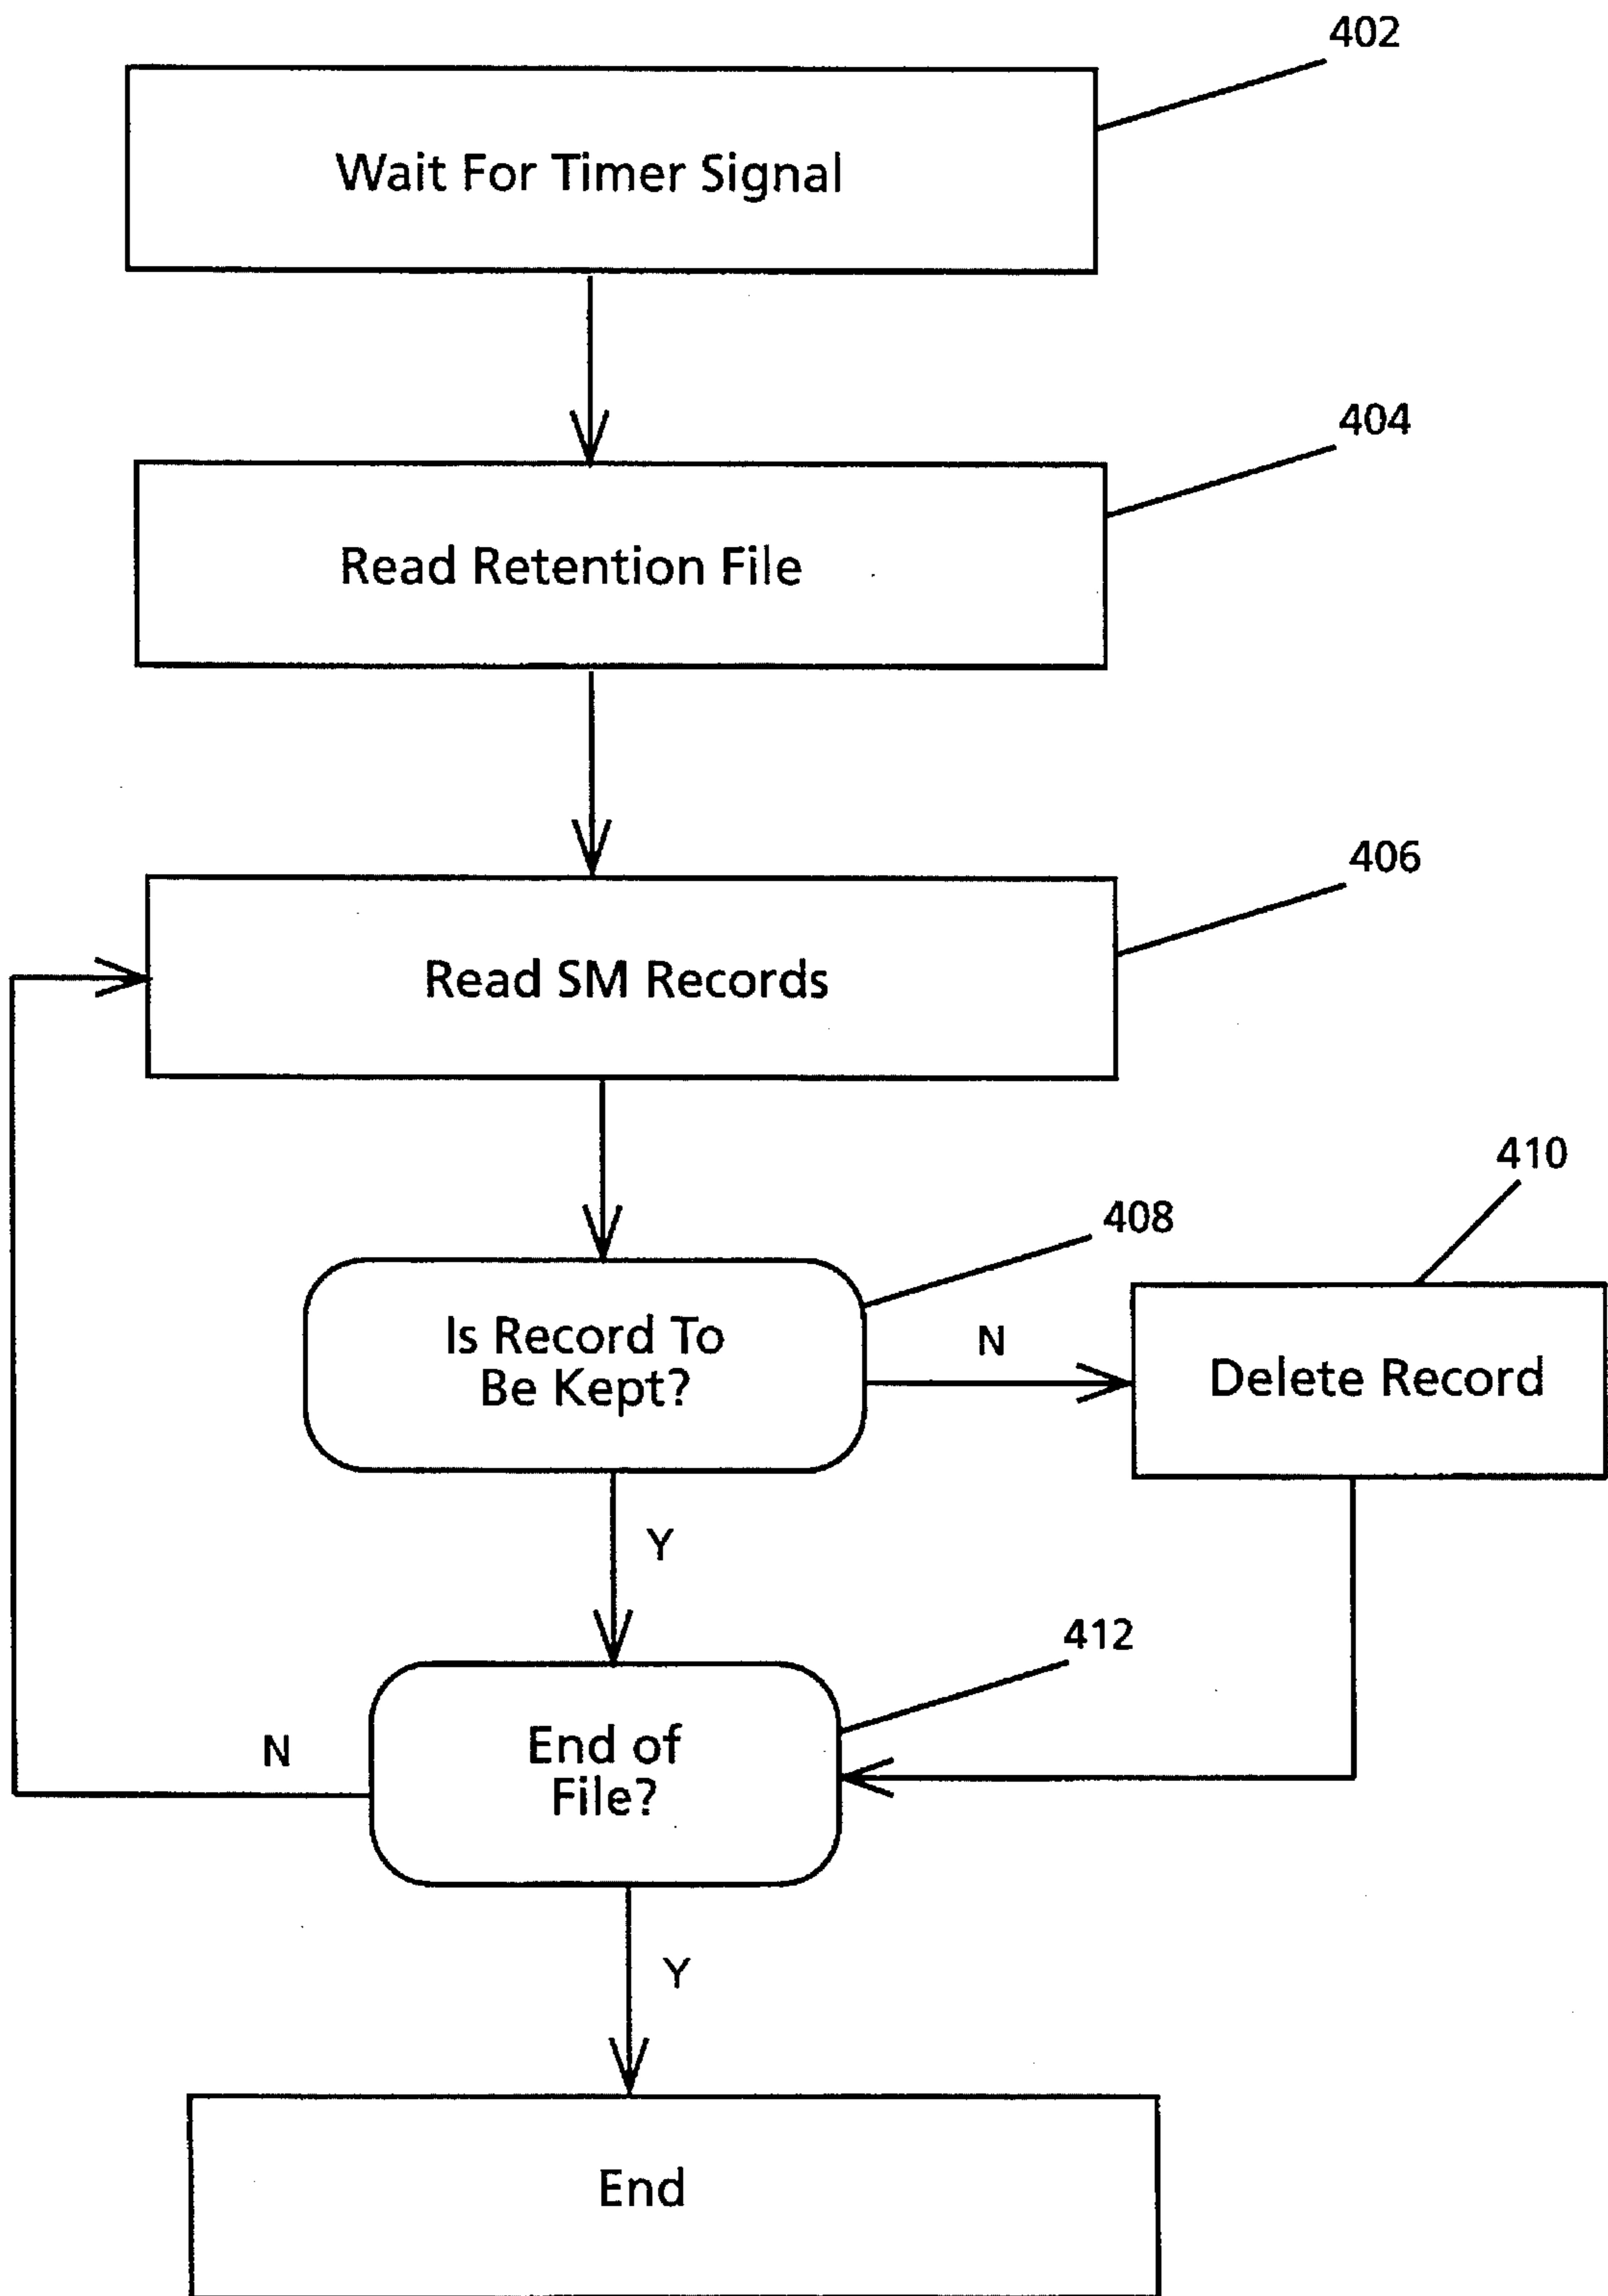 402
Wait For Timer Signal
404
Read Retention File
406
Read SM Records
410
408
Is Record To
Be Kept?
N
Delete Record
Y
412
End of
File?
N
Y
End